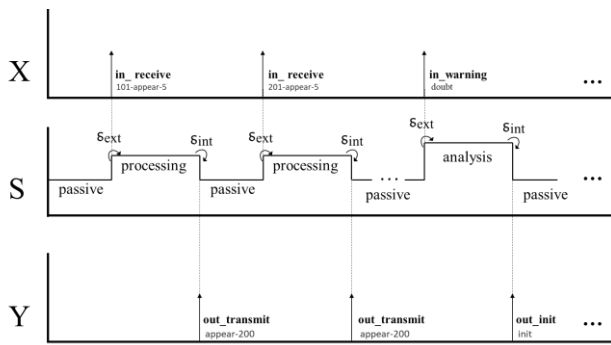 X
in_ receive
101-appear-5
in_ receive
201-appear-5
in_warning
doubt
...
S
δext
δint
δext
δint
δext
δint
processing
processing
analysis
passive
passive
...
passive
passive
...
Y
out_transmit
appear-200
out_transmit
appear-200
out_init
init
...